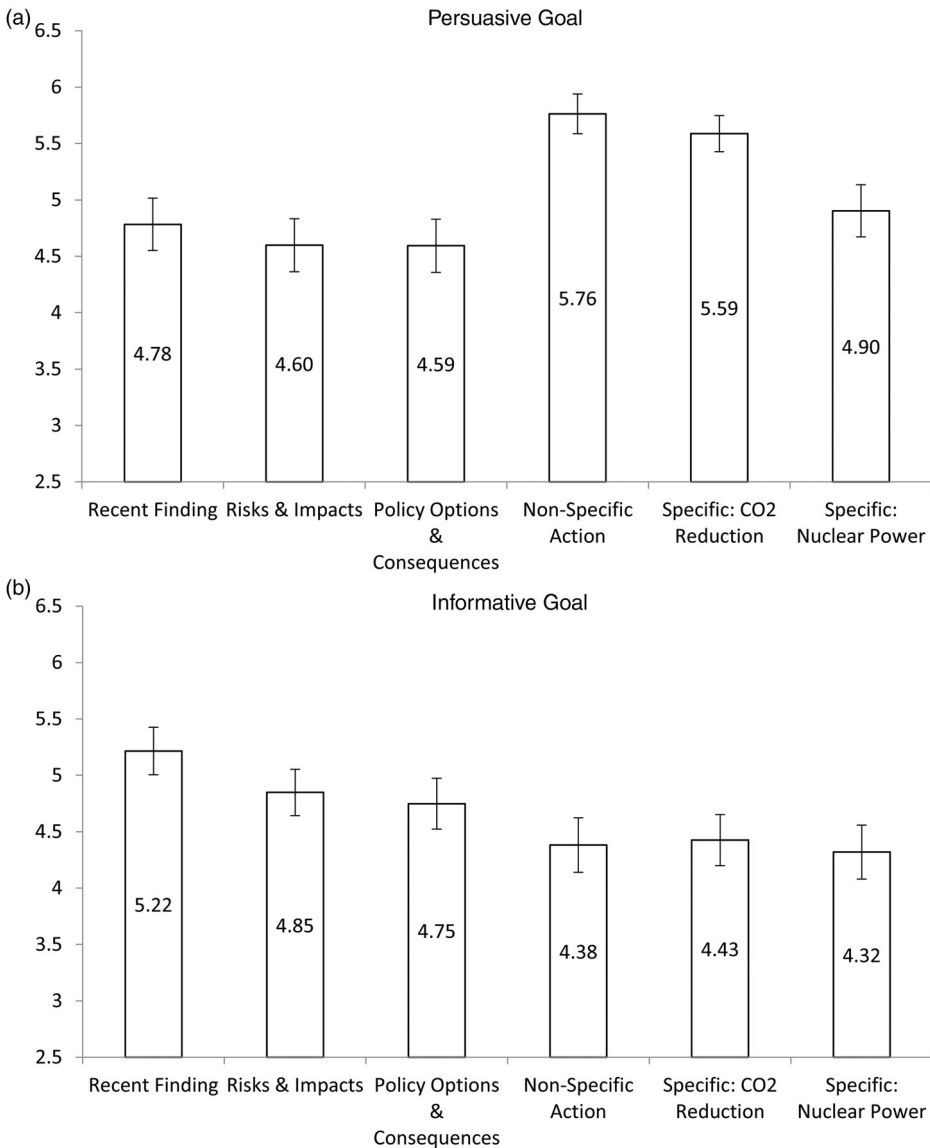 (a)
Persuasive Goal
6.5
6
5.5
5
4.5
4
3.5
3
2.5
4.78
4.60
4.59
5.76
5.59
4.90
Recent Finding
Risks & Impacts
Policy Options
&
Consequences
Non-Specific
Action
Specific: CO2
Reduction
Specific:
Nuclear Power
(b)
Informative Goal
6.5
6
5.5
5
4.5
4
3.5
3
2.5
5.22
4.85
4.75
4.38
4.43
4.32
Recent Finding
Risks & Impacts
Policy Options
&
Consequences
Non-Specific
Action
Specific: CO2
Reduction
Specific:
Nuclear Power